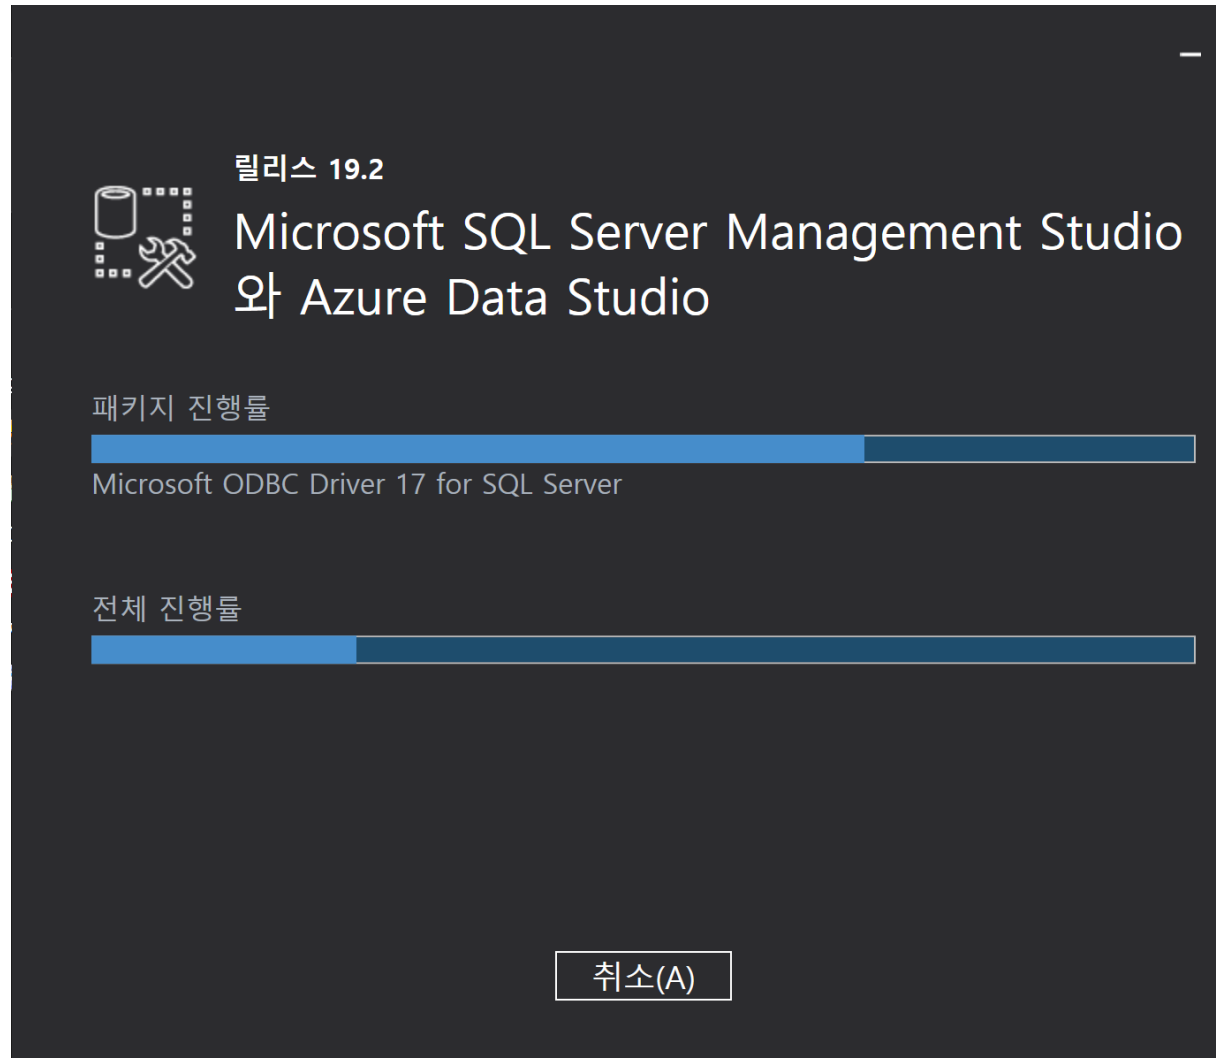 릴리스 19.2
Microsoft SQL Server Management Studio
와 Azure Data Studio
패키지 진행률
Microsoft ODBC Driver 17 for SQL Server
전체 진행률
취소(A)